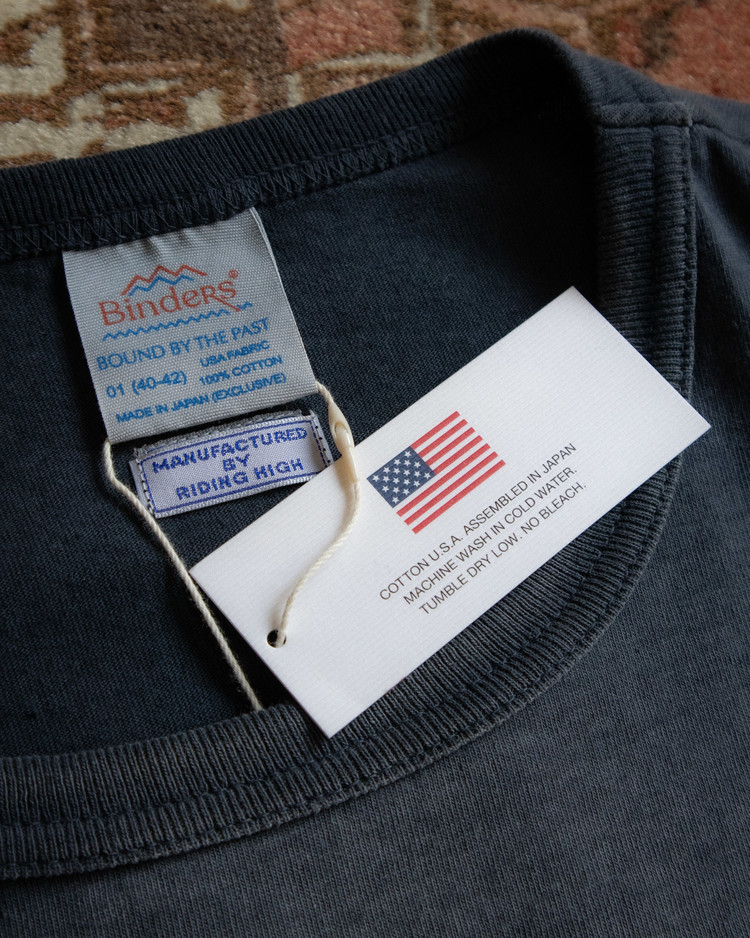 Binders®
BOUND BY THE PAST
USA FABRIC
01 (40-42) 100% COTTON
MADE IN JAPAN (EXCLUSIVE)
MANUFACTURED
BY
RIDING HIGH
COTTON U.S.A. ASSEMBLED IN JAPAN
MACHINE WASH IN COLD WATER.
TUMBLE DRY LOW. NO BLEACH.